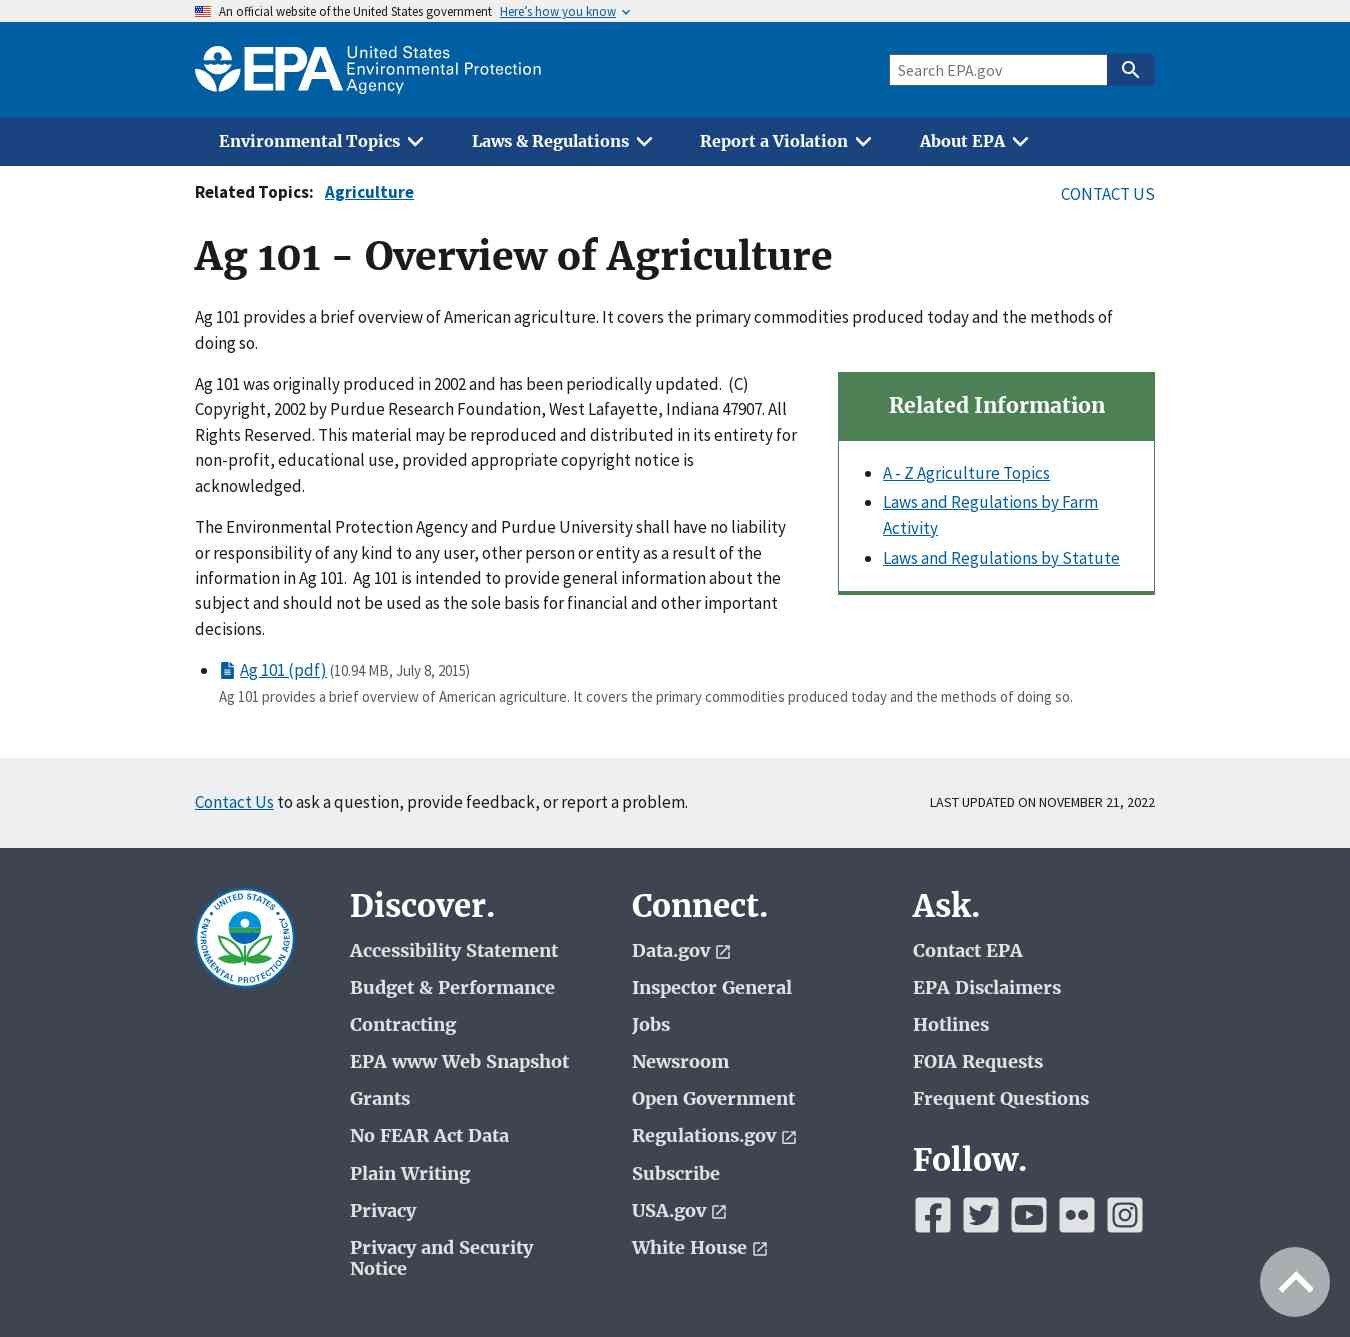 An official website of the United States government Here's how you know
EPA United States
Environmental Protection
Agency
Search EPA.gov
Environmental Topics
Laws & Regulations
Report a Violation
About EPA
Related Topics: Agriculture
CONTACT US
Ag 101 - Overview of Agriculture
Ag 101 provides a brief overview of American agriculture. It covers the primary commodities produced today and the methods of
doing so.
Ag 101 was originally produced in 2002 and has been periodically updated.  (C)
Copyright, 2002 by Purdue Research Foundation, West Lafayette, Indiana 47907. All
Rights Reserved. This material may be reproduced and distributed in its entirety for
non-profit, educational use, provided appropriate copyright notice is
acknowledged.
The Environmental Protection Agency and Purdue University shall have no liability
or responsibility of any kind to any user, other person or entity as a result of the
information in Ag 101.  Ag 101 is intended to provide general information about the
subject and should not be used as the sole basis for financial and other important
decisions.
Related Information
A - Z Agriculture Topics
Laws and Regulations by Farm
Activity
Laws and Regulations by Statute
Ag 101 (pdf) (10.94 MB, July 8, 2015)
Ag 101 provides a brief overview of American agriculture. It covers the primary commodities produced today and the methods of doing so.
Contact Us to ask a question, provide feedback, or report a problem.
LAST UPDATED ON NOVEMBER 21, 2022
UNITED STATES
ENVIRONMENTAL PROTECTION AGENCY
Discover.
Accessibility Statement
Budget & Performance
Contracting
EPA www Web Snapshot
Grants
No FEAR Act Data
Plain Writing
Privacy
Privacy and Security
Notice
Connect.
Data.gov
Inspector General
Jobs
Newsroom
Open Government
Regulations.gov
Subscribe
USA.gov
White House
Ask.
Contact EPA
EPA Disclaimers
Hotlines
FOIA Requests
Frequent Questions
Follow.